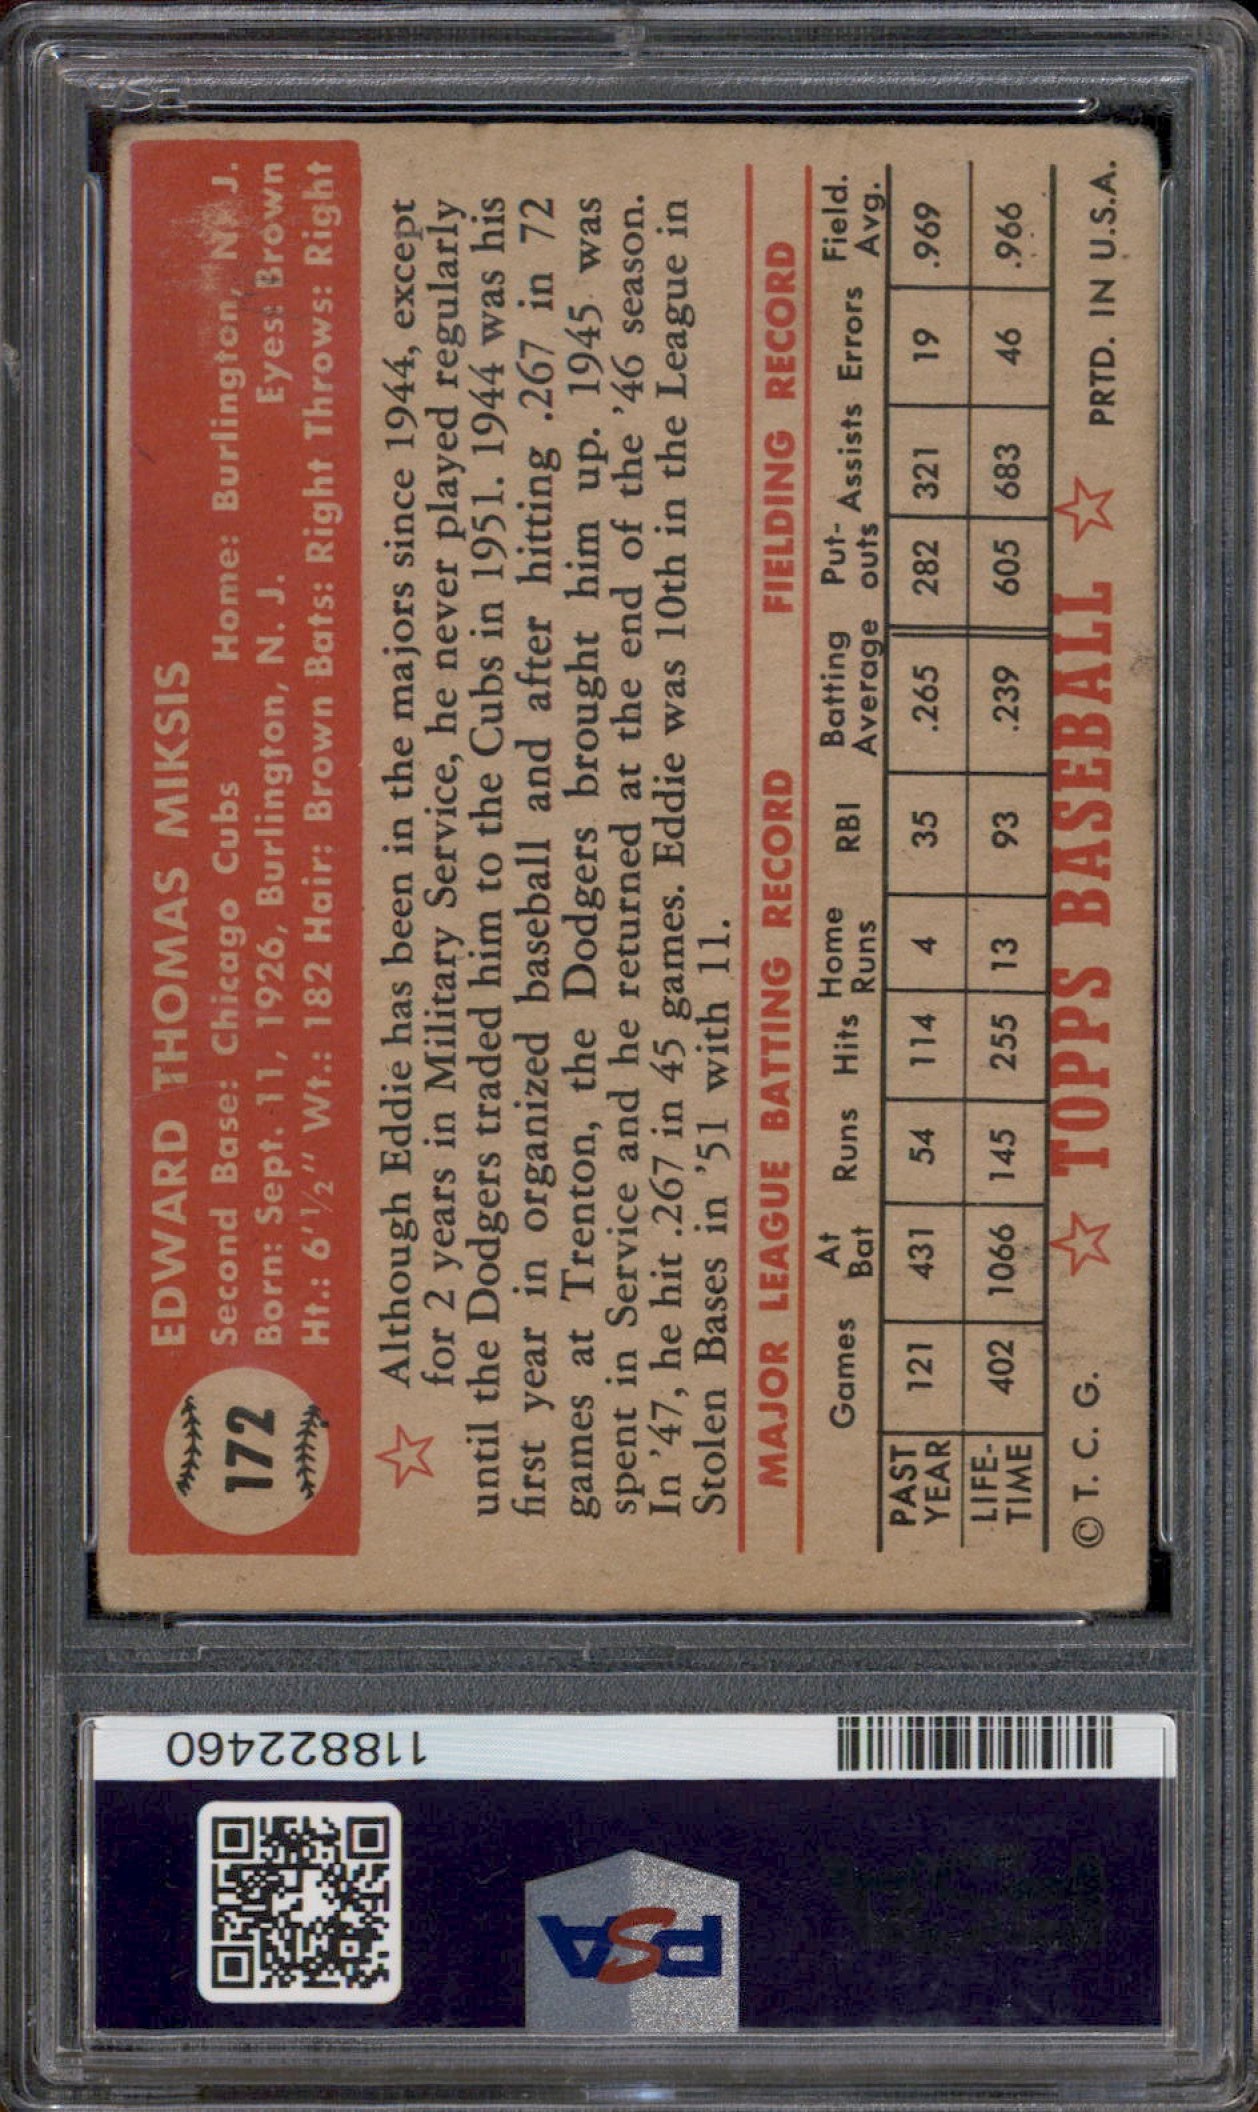 172
EDWARD THOMAS MIKSIS
Second Base: Chicago Cubs Home: Burlington, N. J.
Born: Sept. 11, 1926, Burlington, N. J. Eyes: Brown
Ht.: 6'½" Wt.: 182 Hair: Brown Bats: Right Throws: Right
Although Eddie has been in the majors since 1944, except
for 2 years in Military Service, he never played regularly
until the Dodgers traded him to the Cubs in 1951. 1944 was his
first year in organized baseball and after hitting .267 in 72
games at Trenton, the Dodgers brought him up. 1945 was
spent in Service and he returned at the end of the '46 season.
In '47, he hit .267 in 45 games. Eddie was 10th in the League in
Stolen Bases in '51 with 11.
MAJOR LEAGUE BATTING RECORD FIELDING RECORD
Games At Bat Runs Hits Home Runs RBI Batting Average Put-outs Assists Errors Field. Avg.
PAST YEAR 121 431 54 114 4 35 .265 282 321 19 .969
LIFE-TIME 402 1066 145 255 13 93 .239 605 683 46 .966
© T. C. G. TOPPS BASEBALL PRTD. IN U.S.A.
118822460
PSA